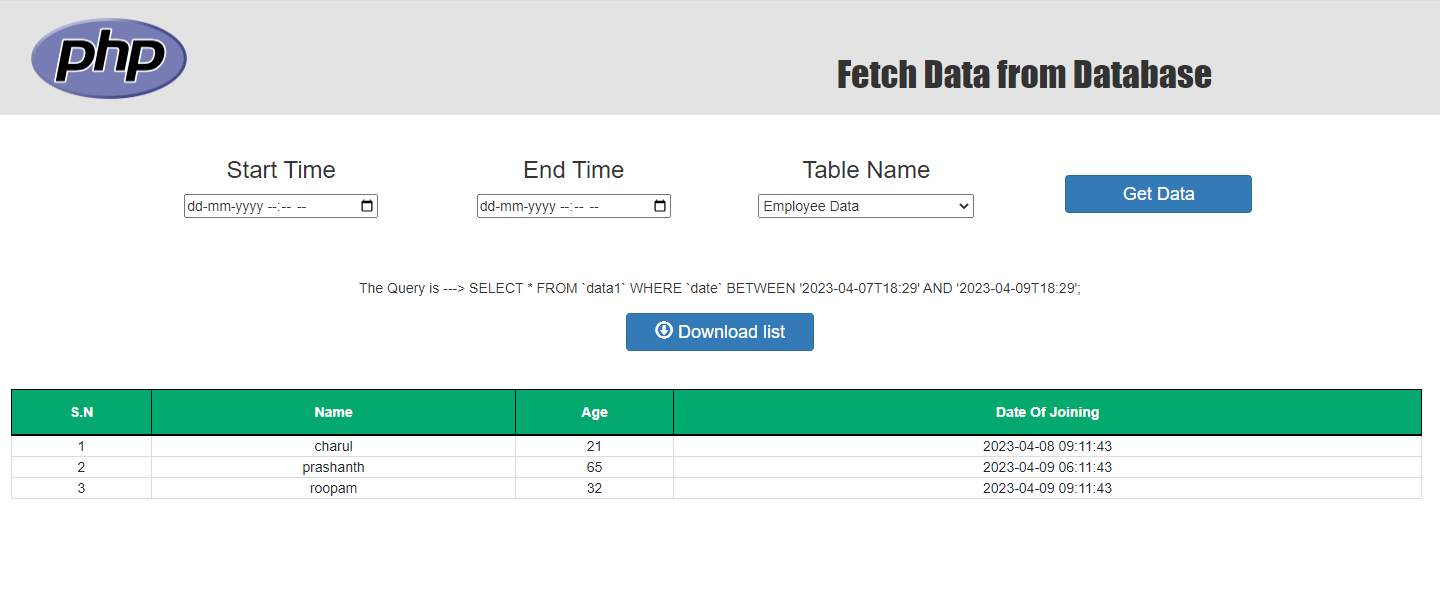 php
Fetch Data from Database
Start Time End Time Table Name
Get Data
dd-mm-yyyy --:-- -- dd-mm-yyyy --:-- -- Employee Data
The Query is ---> SELECT * FROM `data1` WHERE `date` BETWEEN '2023-04-07T18:29' AND '2023-04-09T18:29';
Download list
S.N Name Age Date Of Joining
1 charul 21 2023-04-08 09:11:43
2 prashanth 65 2023-04-09 06:11:43
3 roopam 32 2023-04-09 09:11:43